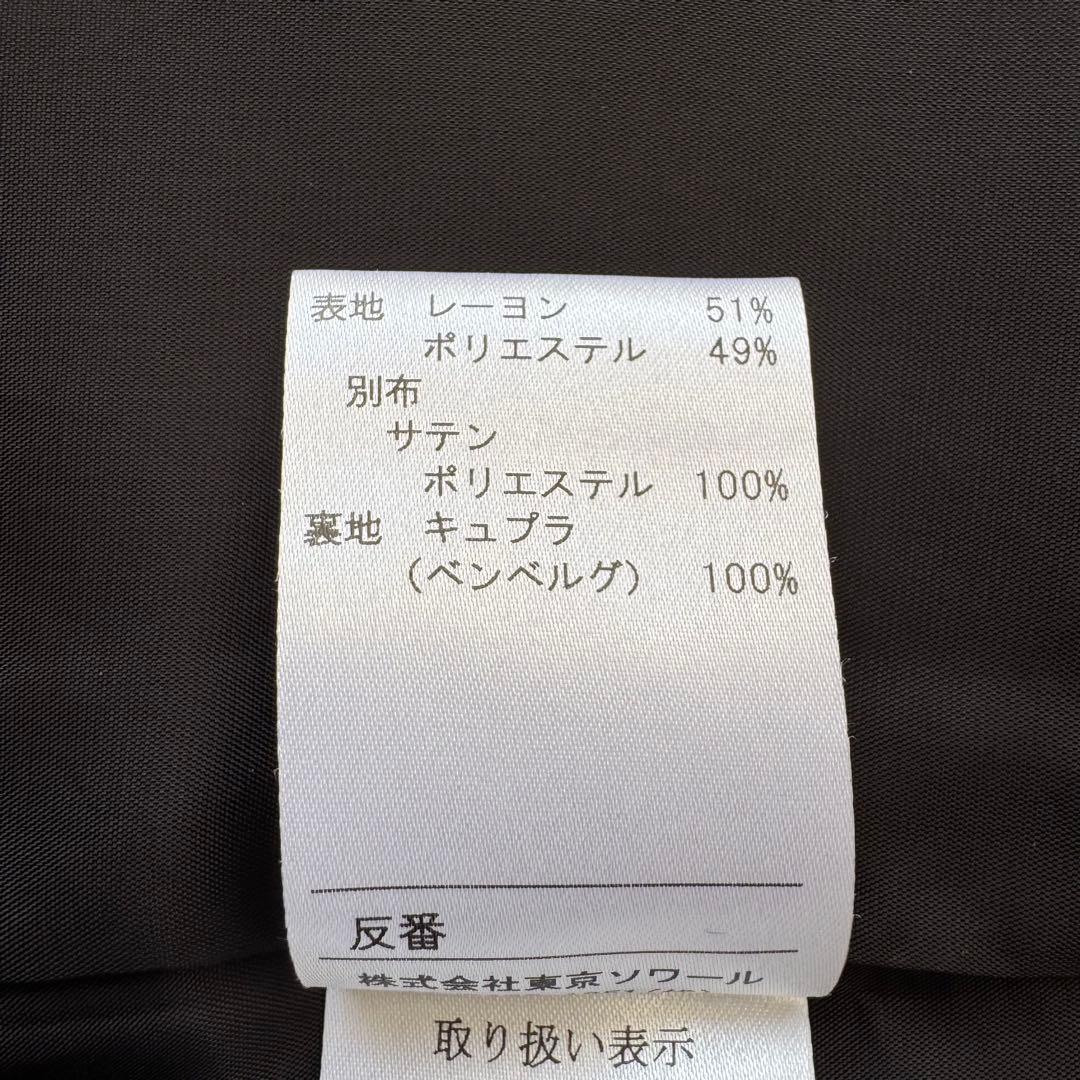 表地 レーヨン 51%
ポリエステル 49%
別布
サテン
ポリエステル 100%
裏地 キュプラ
(ベンベルグ) 100%
反番
株式会社東京ソワール
取り扱い表示